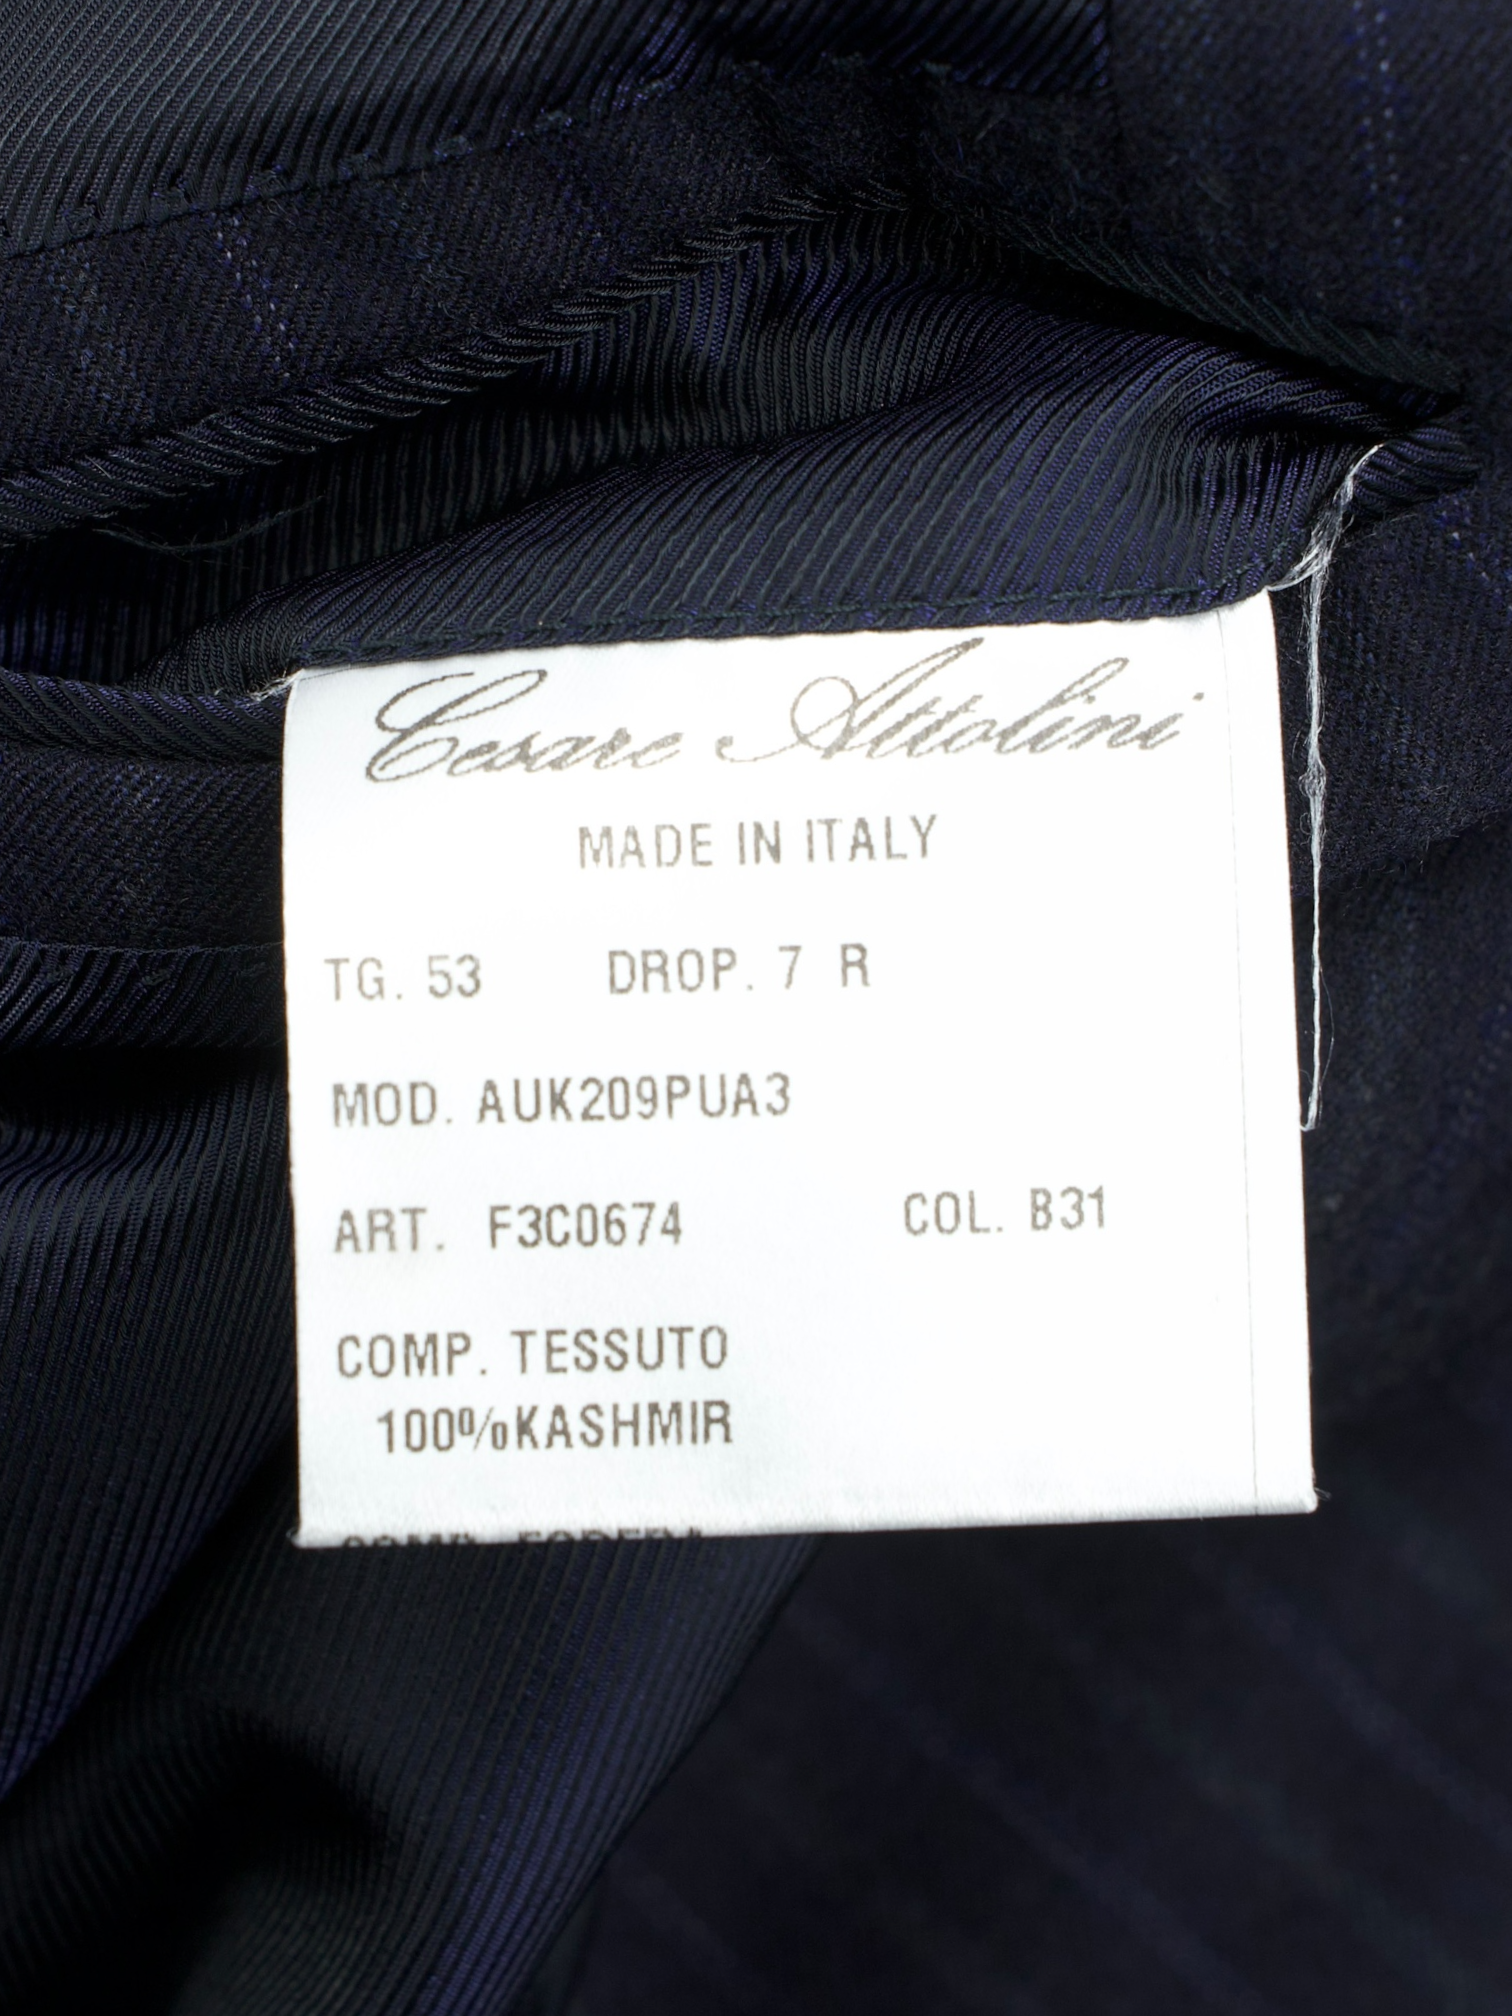 Cesare Attolini
MADE IN ITALY
TG. 53 DROP. 7 R
MOD. AUK209PUA3
ART. F3C0674 COL. B31
COMP. TESSUTO
100%KASHMIR